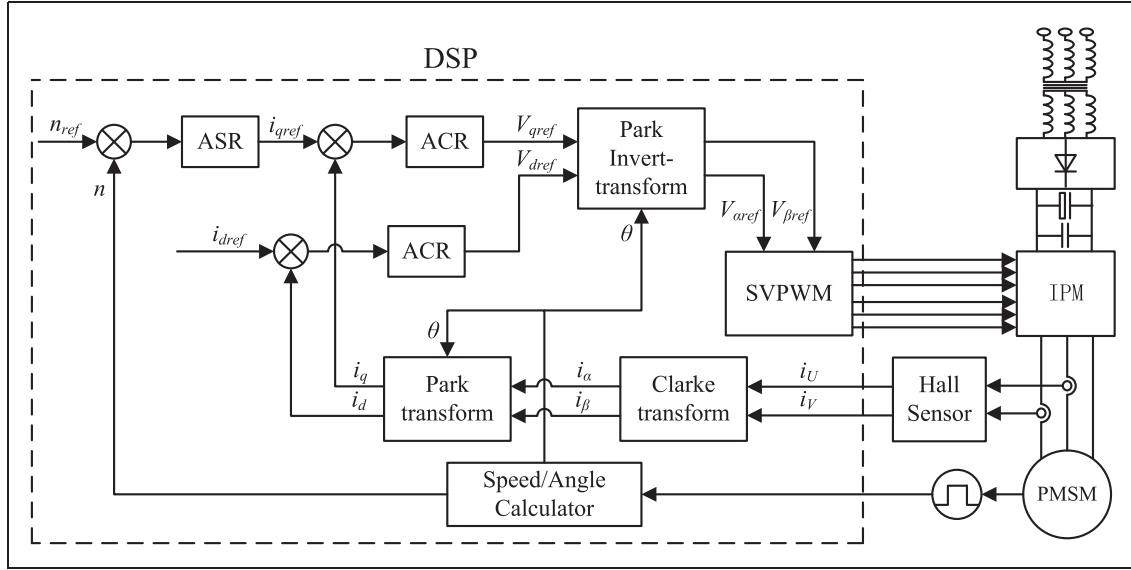 DSP
n_ref
ASR
i_qref
ACR
V_qref
V_dref
Park
Invert-
transform
n
i_dref
ACR
θ
V_αref
V_βref
SVPWM
IPM
θ
i_q
i_d
Park
transform
i_α
i_β
Clarke
transform
i_U
i_V
Hall
Sensor
Speed/Angle
Calculator
PMSM